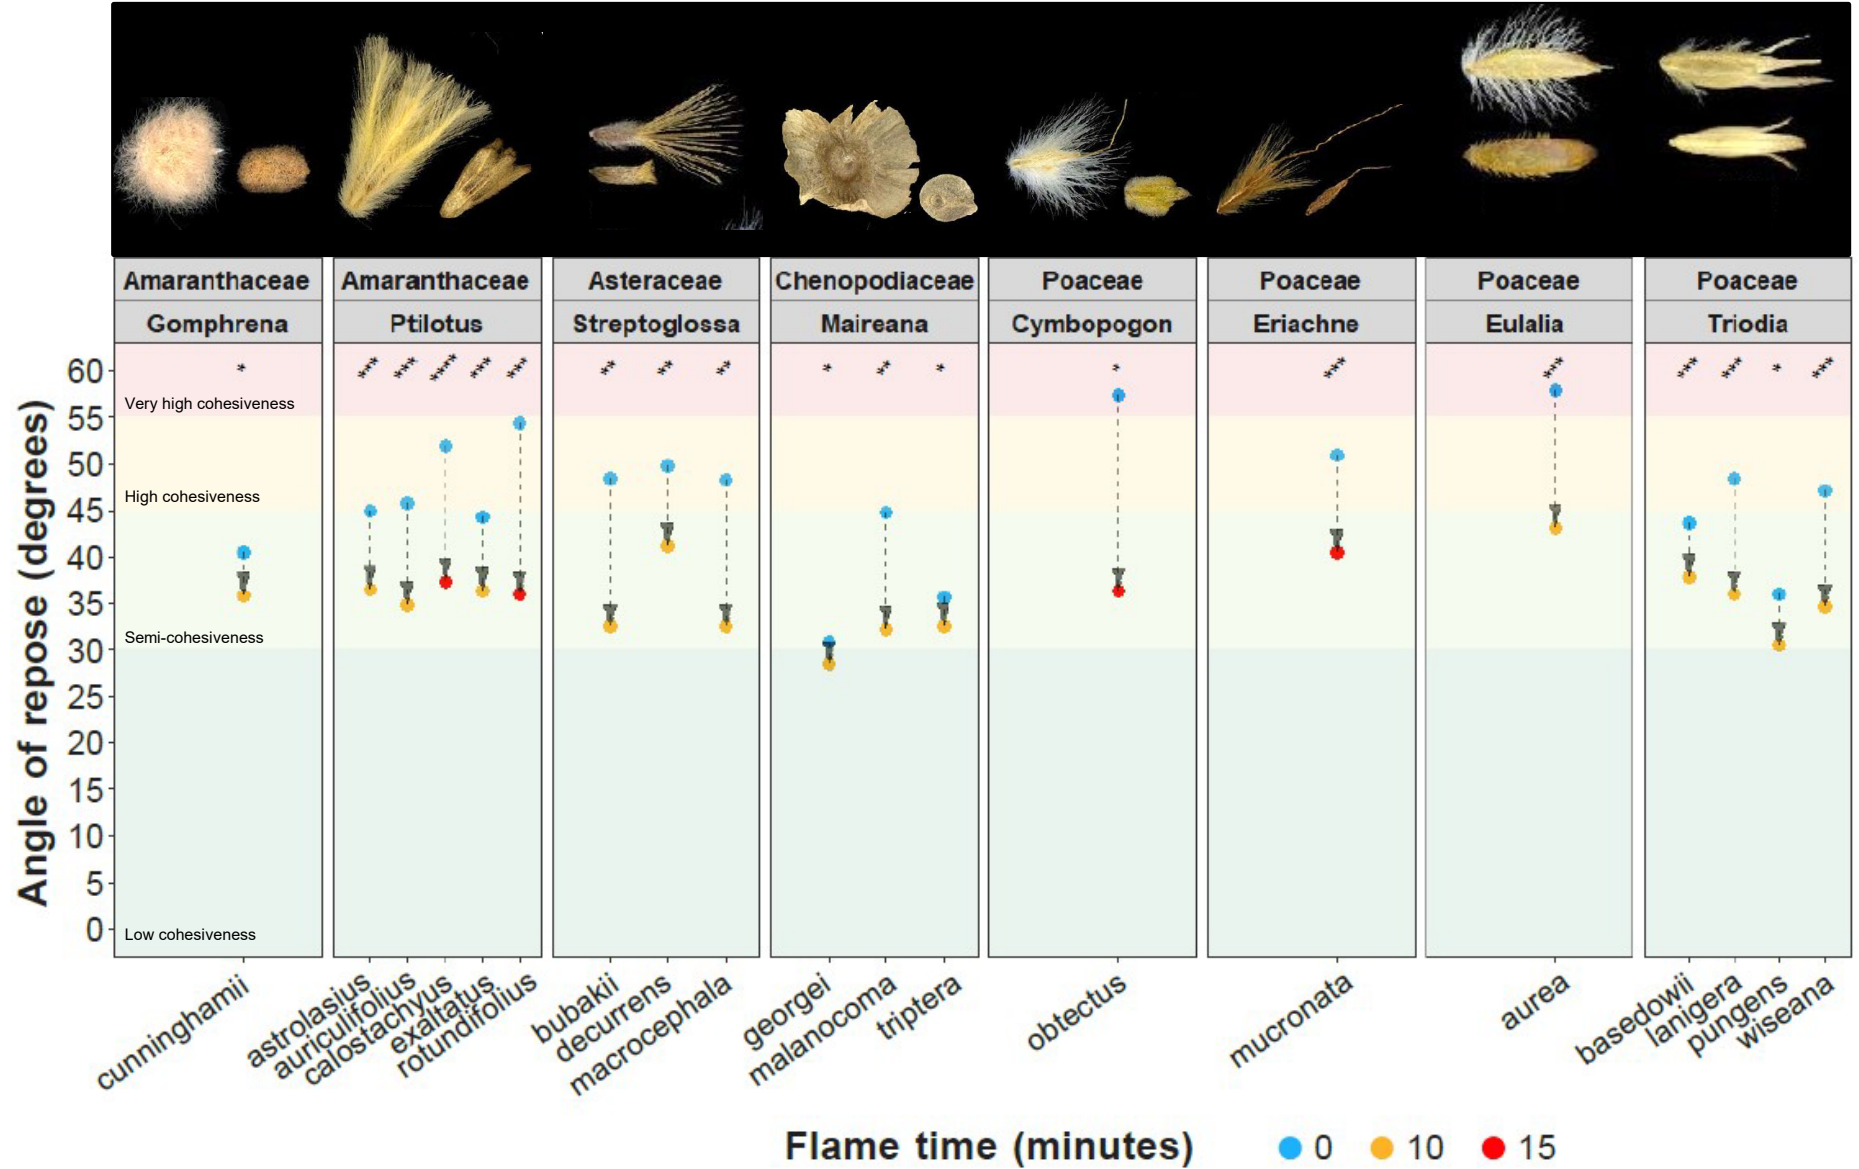 Amaranthaceae Amaranthaceae Asteraceae Chenopodiaceae Poaceae Poaceae Poaceae Poaceae
Gomphrena Ptilotus Streptoglossa Maireana Cymbopogon Eriachne Eulalia Triodia
* *** *** **** *** *** ** ** ** * ** * * *** *** *** *** * ***
Angle of repose (degrees)
60
Very high cohesiveness
55
50
High cohesiveness
45
40
35
Semi-cohesiveness
30
25
20
15
10
5
0
Low cohesiveness
cunninghamii
astrolasius
auriculifolius
calostachyus
exaltatus
rotundifolius
bubakii
decurrens
macrocephala
georgei
malanocoma
triptera
obtectus
mucronata
aurea
basedowii
lanigera
pungens
wiseana
Flame time (minutes) 0 10 15